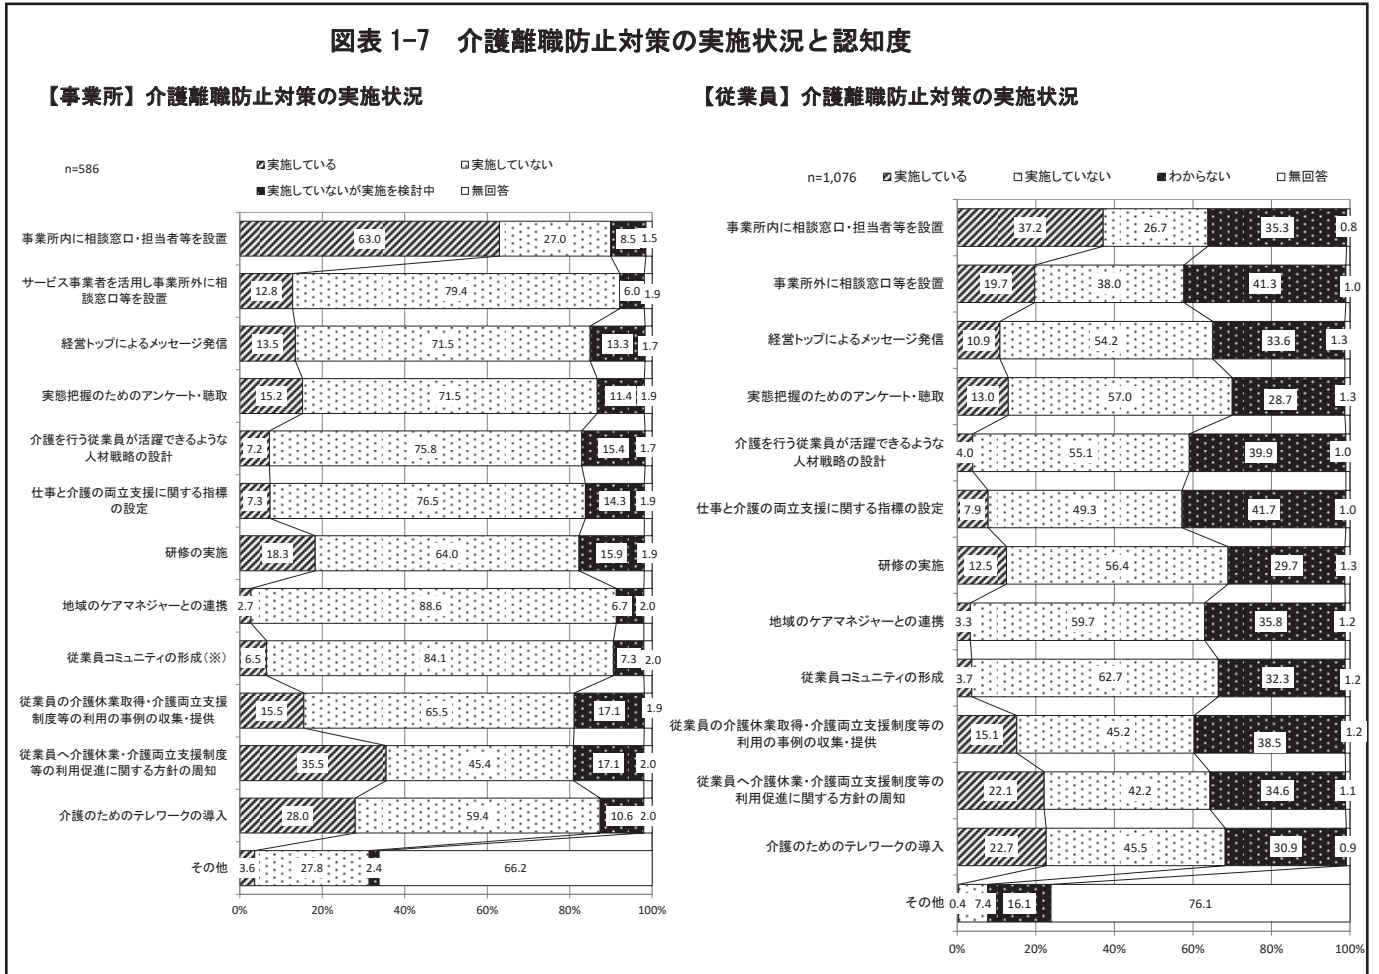 図表 1-7　介護離職防止対策の実施状況と認知度
【事業所】介護離職防止対策の実施状況
n=586
実施している
実施していない
実施していないが実施を検討中
無回答
事業所内に相談窓口・担当者等を設置
63.0 27.0 8.5 1.5
サービス事業者を活用し事業所外に相
談窓口等を設置
12.8 79.4 6.0 1.9
経営トップによるメッセージ発信
13.5 71.5 13.3 1.7
実態把握のためのアンケート・聴取
15.2 71.5 11.4 1.9
介護を行う従業員が活躍できるような
人材戦略の設計
7.2 75.8 15.4 1.7
仕事と介護の両立支援に関する指標
の設定
7.3 76.5 14.3 1.9
研修の実施
18.3 64.0 15.9 1.9
地域のケアマネジャーとの連携
2.7 88.6 6.7 2.0
従業員コミュニティの形成(※)
6.5 84.1 7.3 2.0
従業員の介護休業取得・介護両立支援
制度等の利用の事例の収集・提供
15.5 65.5 17.1 1.9
従業員へ介護休業・介護両立支援制度
等の利用促進に関する方針の周知
35.5 45.4 17.1 2.0
介護のためのテレワークの導入
28.0 59.4 10.6 2.0
その他
3.6 27.8 2.4 66.2
0% 20% 40% 60% 80% 100%
【従業員】介護離職防止対策の実施状況
n=1,076
実施している
実施していない
わからない
無回答
事業所内に相談窓口・担当者等を設置
37.2 26.7 35.3 0.8
事業所外に相談窓口等を設置
19.7 38.0 41.3 1.0
経営トップによるメッセージ発信
10.9 54.2 33.6 1.3
実態把握のためのアンケート・聴取
13.0 57.0 28.7 1.3
介護を行う従業員が活躍できるような
人材戦略の設計
4.0 55.1 39.9 1.0
仕事と介護の両立支援に関する指標の設定
7.9 49.3 41.7 1.0
研修の実施
12.5 56.4 29.7 1.3
地域のケアマネジャーとの連携
3.3 59.7 35.8 1.2
従業員コミュニティの形成
3.7 62.7 32.3 1.2
従業員の介護休業取得・介護両立支援制度等の
利用の事例の収集・提供
15.1 45.2 38.5 1.2
従業員へ介護休業・介護両立支援制度等の
利用促進に関する方針の周知
22.1 42.2 34.6 1.1
介護のためのテレワークの導入
22.7 45.5 30.9 0.9
その他
0.4 7.4 16.1 76.1
0% 20% 40% 60% 80% 100%